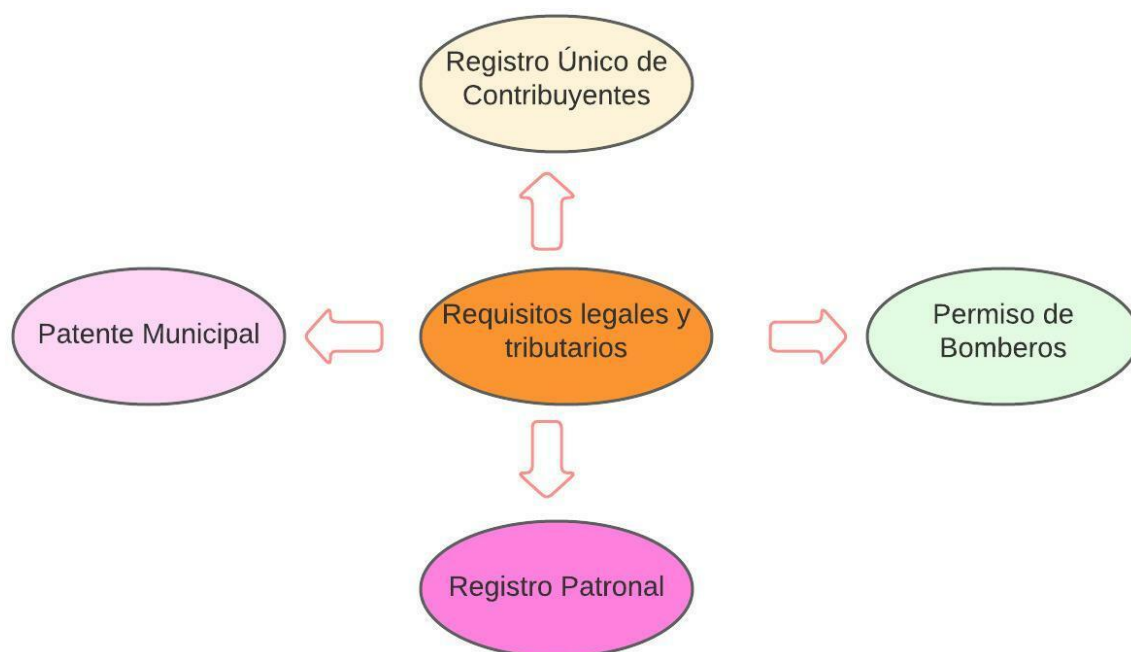 Registro Único de
Contribuyentes
Patente Municipal
Requisitos legales y
tributarios
Permiso de
Bomberos
Registro Patronal